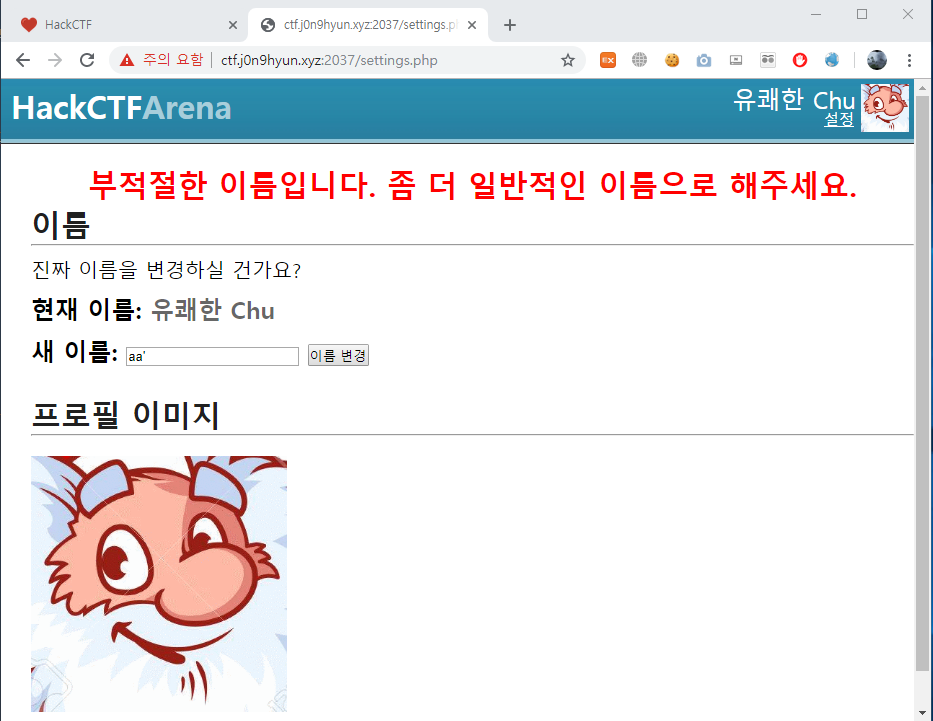 HackCTF
ctf.j0n9hyun.xyz:2037/settings.p
주의 요함 ctf.j0n9hyun.xyz:2037/settings.php
EX
HackCTFArena
유쾌한 Chu
설정
부적절한 이름입니다. 좀 더 일반적인 이름으로 해주세요.
이듬
진짜 이름을 변경하실 건가요?
현재 이름: 유쾌한 Chu
새 이름: aa' 이름 변경
프로필 이미지